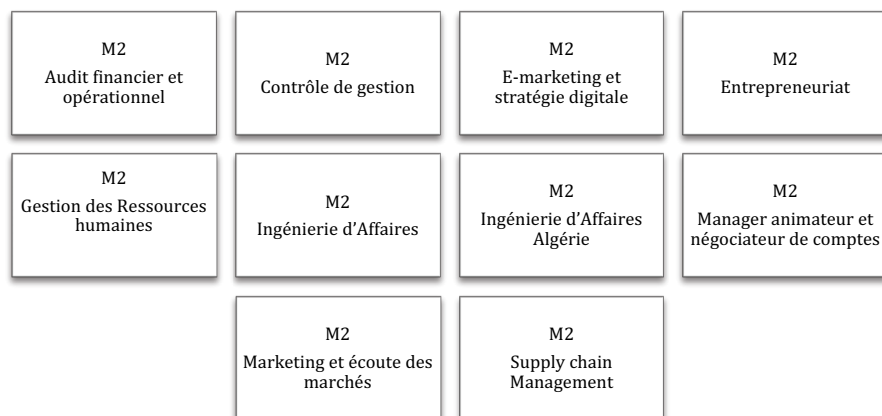 M2
Audit financier et
opérationnel
M2
Contrôle de gestion
M2
E-marketing et
stratégie digitale
M2
Entrepreneuriat
M2
Gestion des Ressources
humaines
M2
Ingénierie d’Affaires
M2
Ingénierie d’Affaires
Algérie
M2
Manager animateur et
négociateur de comptes
M2
Marketing et écoute des
marchés
M2
Supply chain
Management